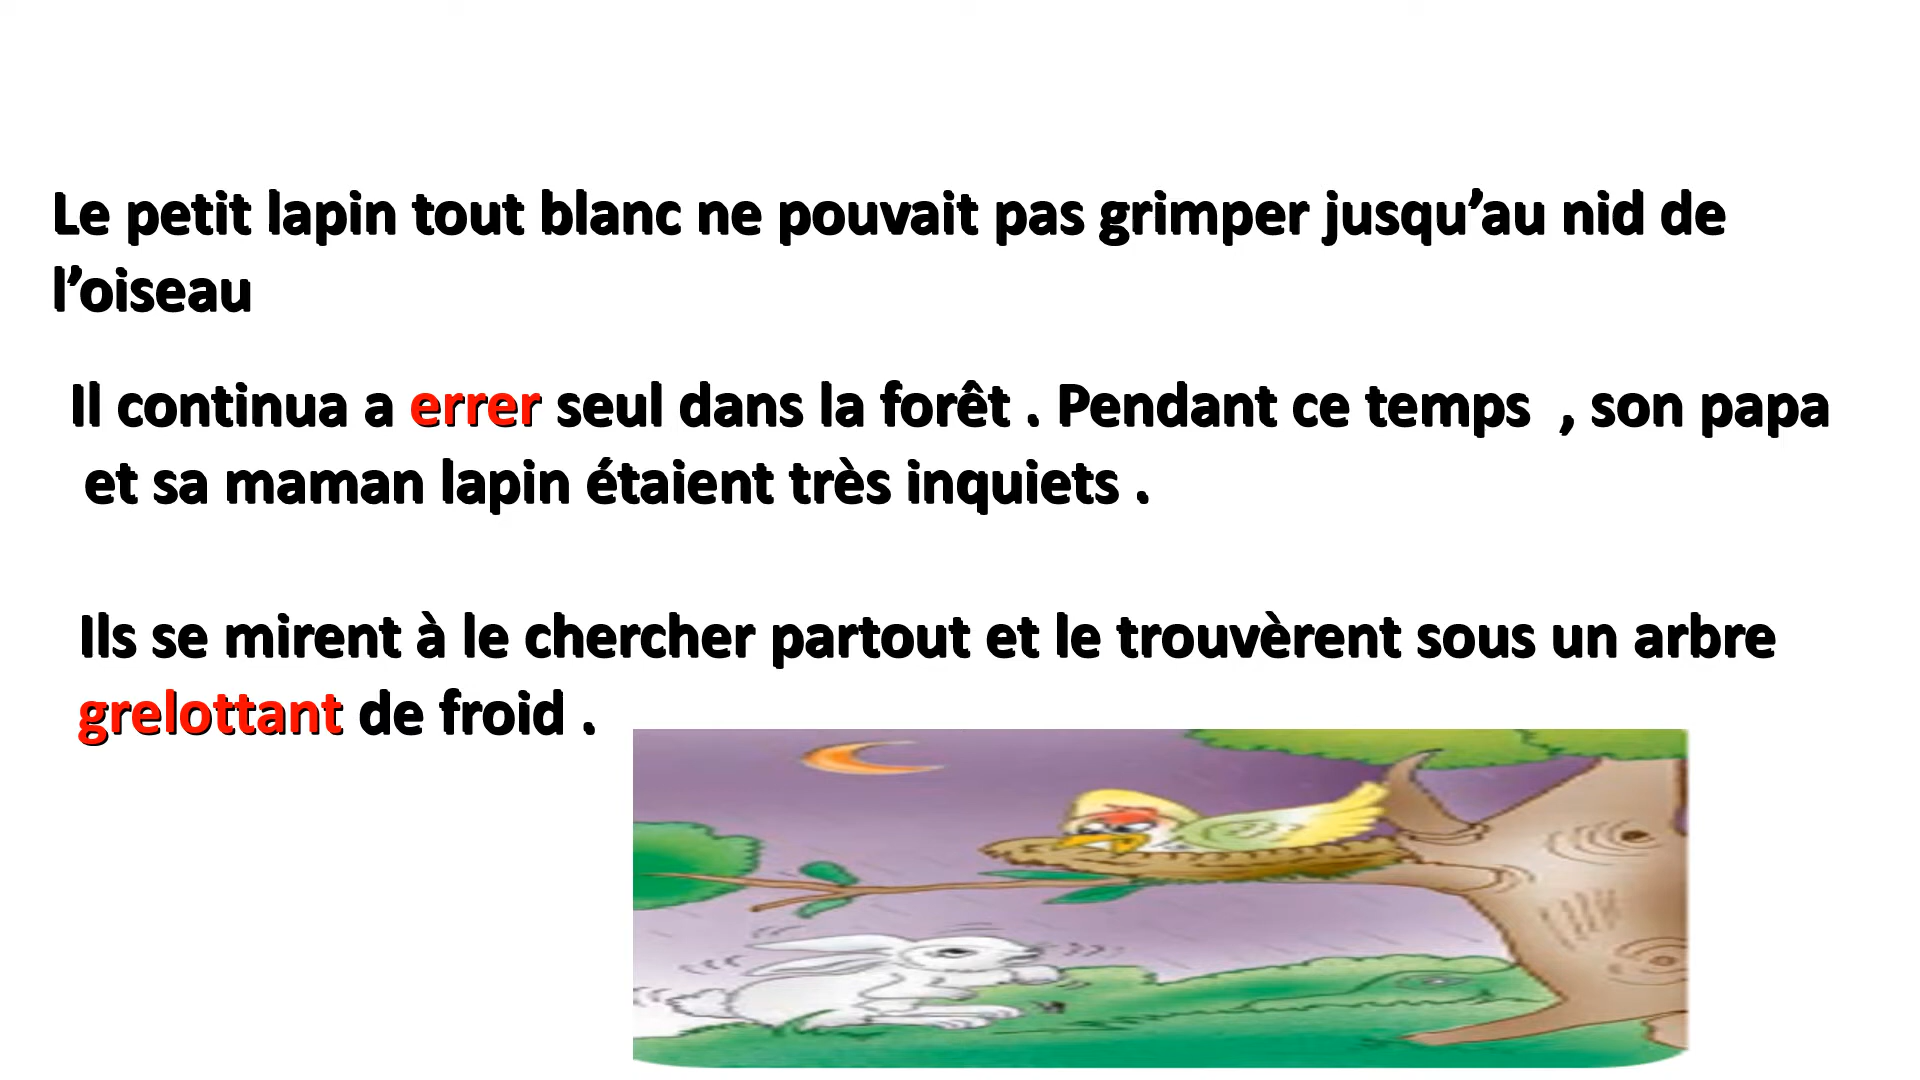 Le petit lapin tout blanc ne pouvait pas grimper jusqu’au nid de
l’oiseau
Il continua a errer seul dans la forêt . Pendant ce temps  , son papa
et sa maman lapin étaient très inquiets .
Ils se mirent à le chercher partout et le trouvèrent sous un arbre
grelottant de froid .